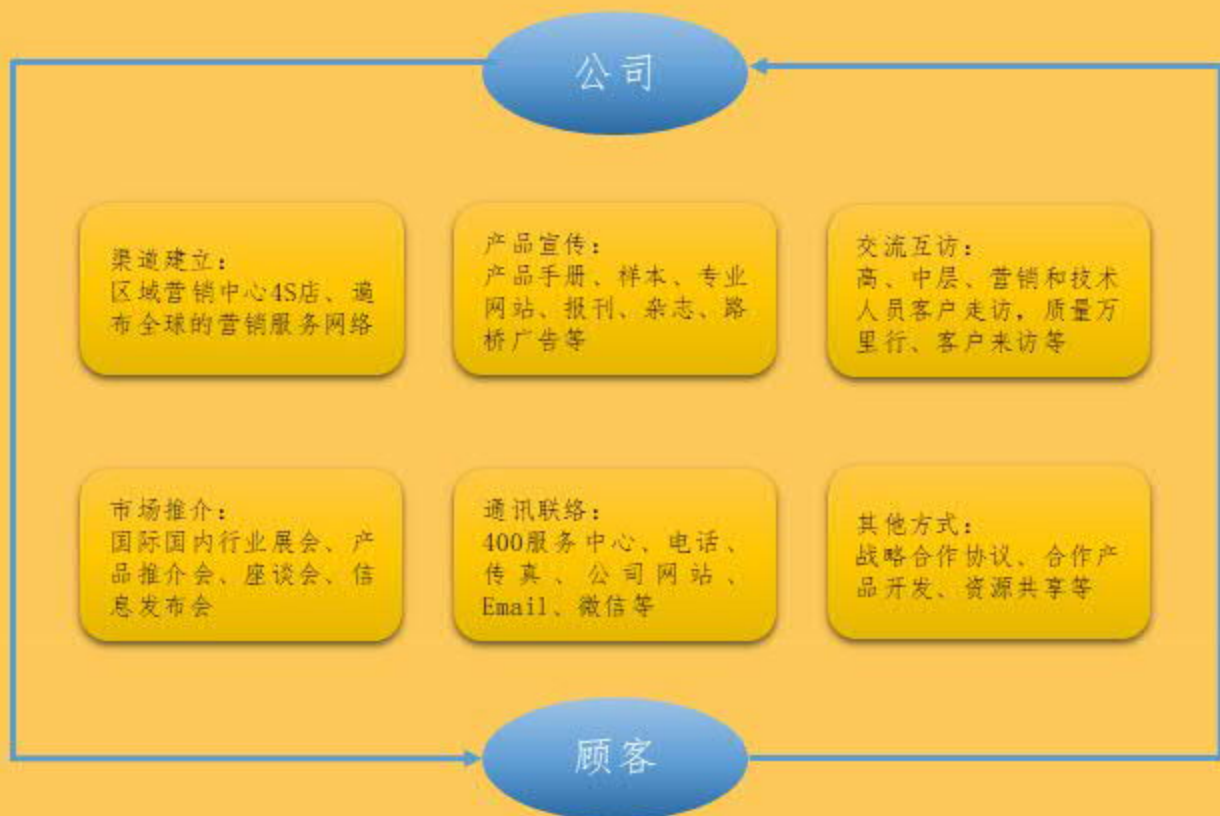 公司
渠道建立：
区域营销中心4S店、遍
布全球的营销服务网络
产品宣传：
产品手册、样本、专业
网站、报刊、杂志、路
桥广告等
交流互访：
高、中层、营销和技术
人员客户走访，质量万
里行、客户来访等
市场推介：
国际国内行业展会、产
品推介会、座谈会、信
息发布会
通讯联络：
400服务中心、电话、
传真、公司网站、
Email、微信等
其他方式：
战略合作协议、合作产
品开发、资源共享等
顾客